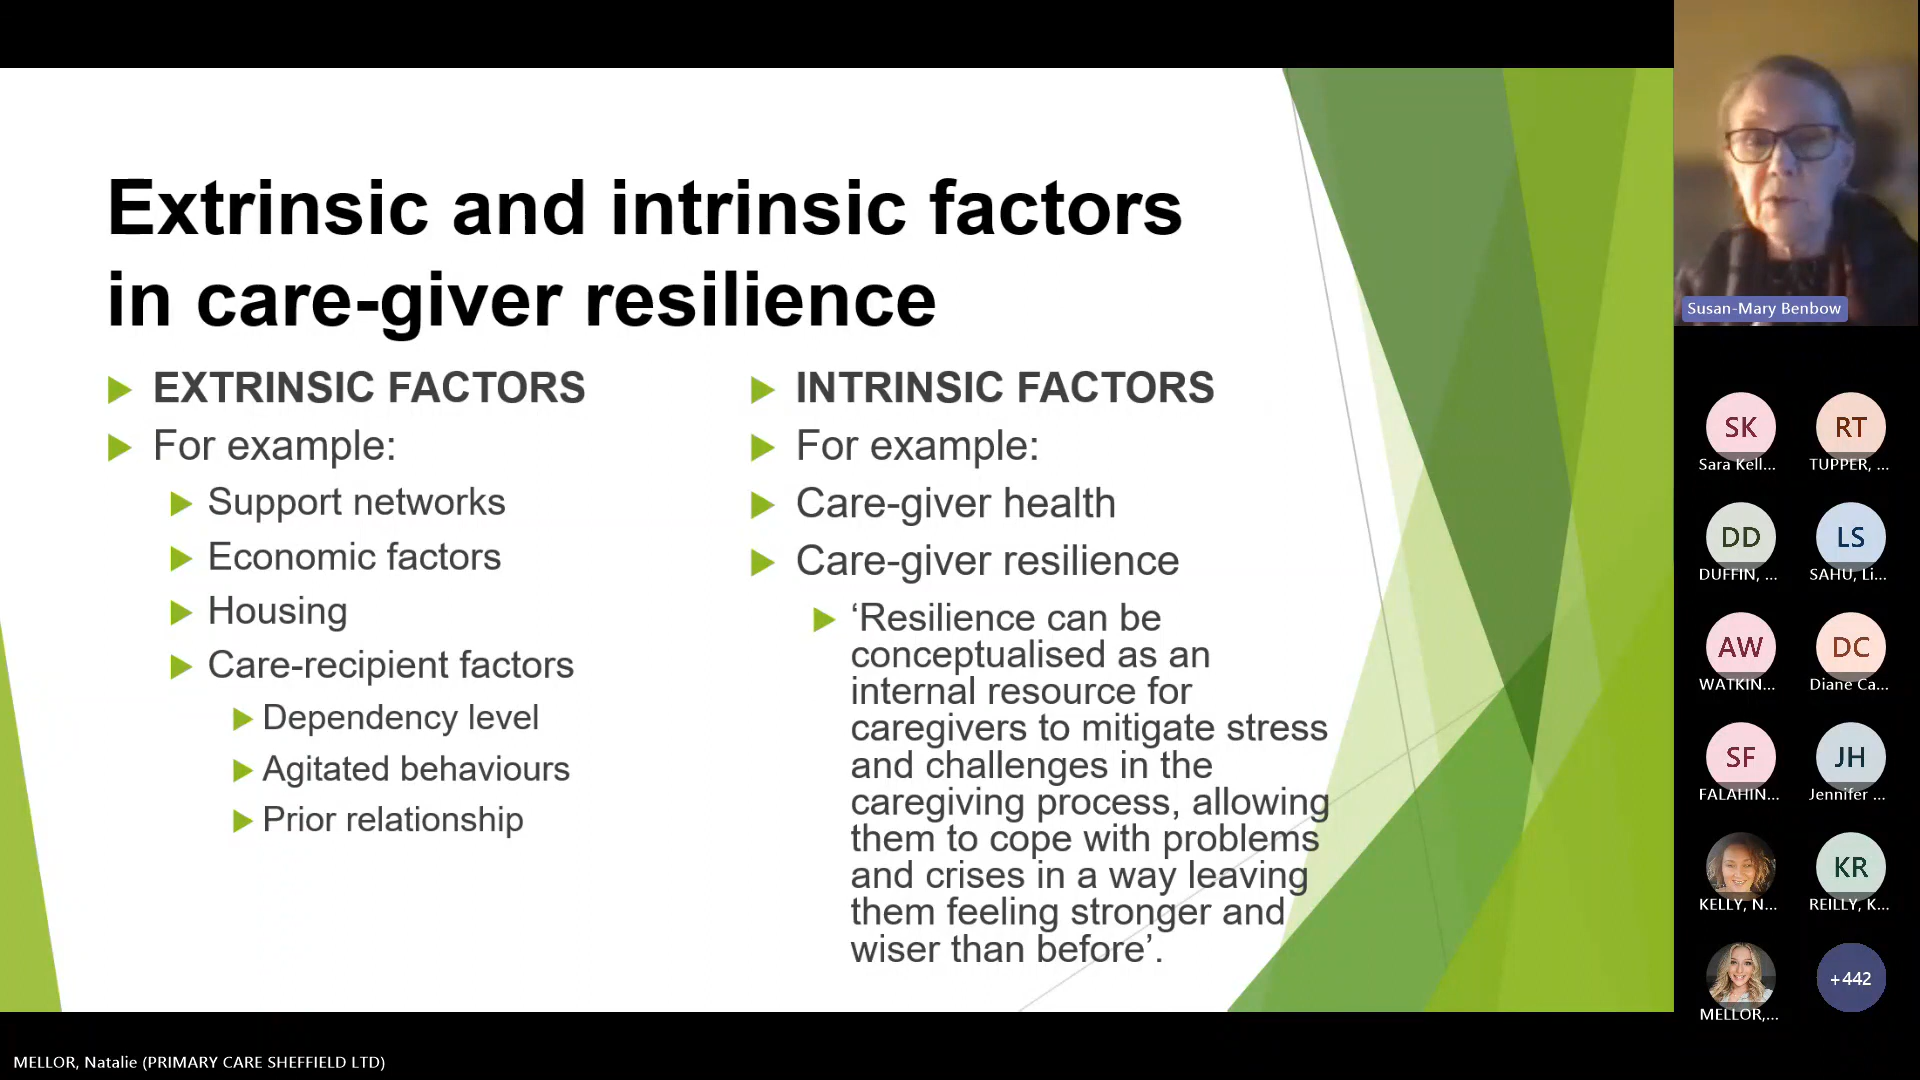 Extrinsic and intrinsic factors
in care-giver resilience
EXTRINSIC FACTORS
For example:
Support networks
Economic factors
Housing
Care-recipient factors
Dependency level
Agitated behaviours
Prior relationship
INTRINSIC FACTORS
For example:
Care-giver health
Care-giver resilience
‘Resilience can be
conceptualised as an
internal resource for
caregivers to mitigate stress
and challenges in the
caregiving process, allowing
them to cope with problems
and crises in a way leaving
them feeling stronger and
wiser than before’.
Susan-Mary Benbow
SK
Sara Kell...
RT
TUPPER, ...
DD
DUFFIN, ...
LS
SAHU, Li...
AW
WATKIN...
DC
Diane Ca...
SF
FALAHIN...
JH
Jennifer ...
KELLY, N...
KR
REILLY, K...
MELLOR,...
+442
MELLOR, Natalie (PRIMARY CARE SHEFFIELD LTD)